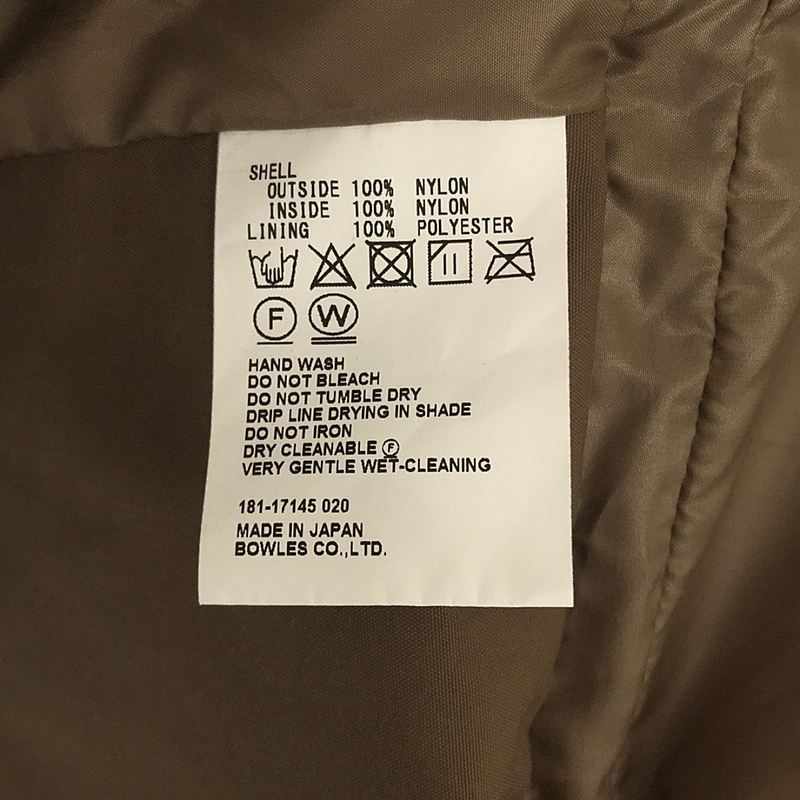 SHELL
OUTSIDE 100% NYLON
INSIDE 100% NYLON
LINING 100% POLYESTER
F W
HAND WASH
DO NOT BLEACH
DO NOT TUMBLE DRY
DRIP LINE DRYING IN SHADE
DO NOT IRON
DRY CLEANABLE Ⓕ
VERY GENTLE WET-CLEANING
181-17145 020
MADE IN JAPAN
BOWLES CO.,LTD.